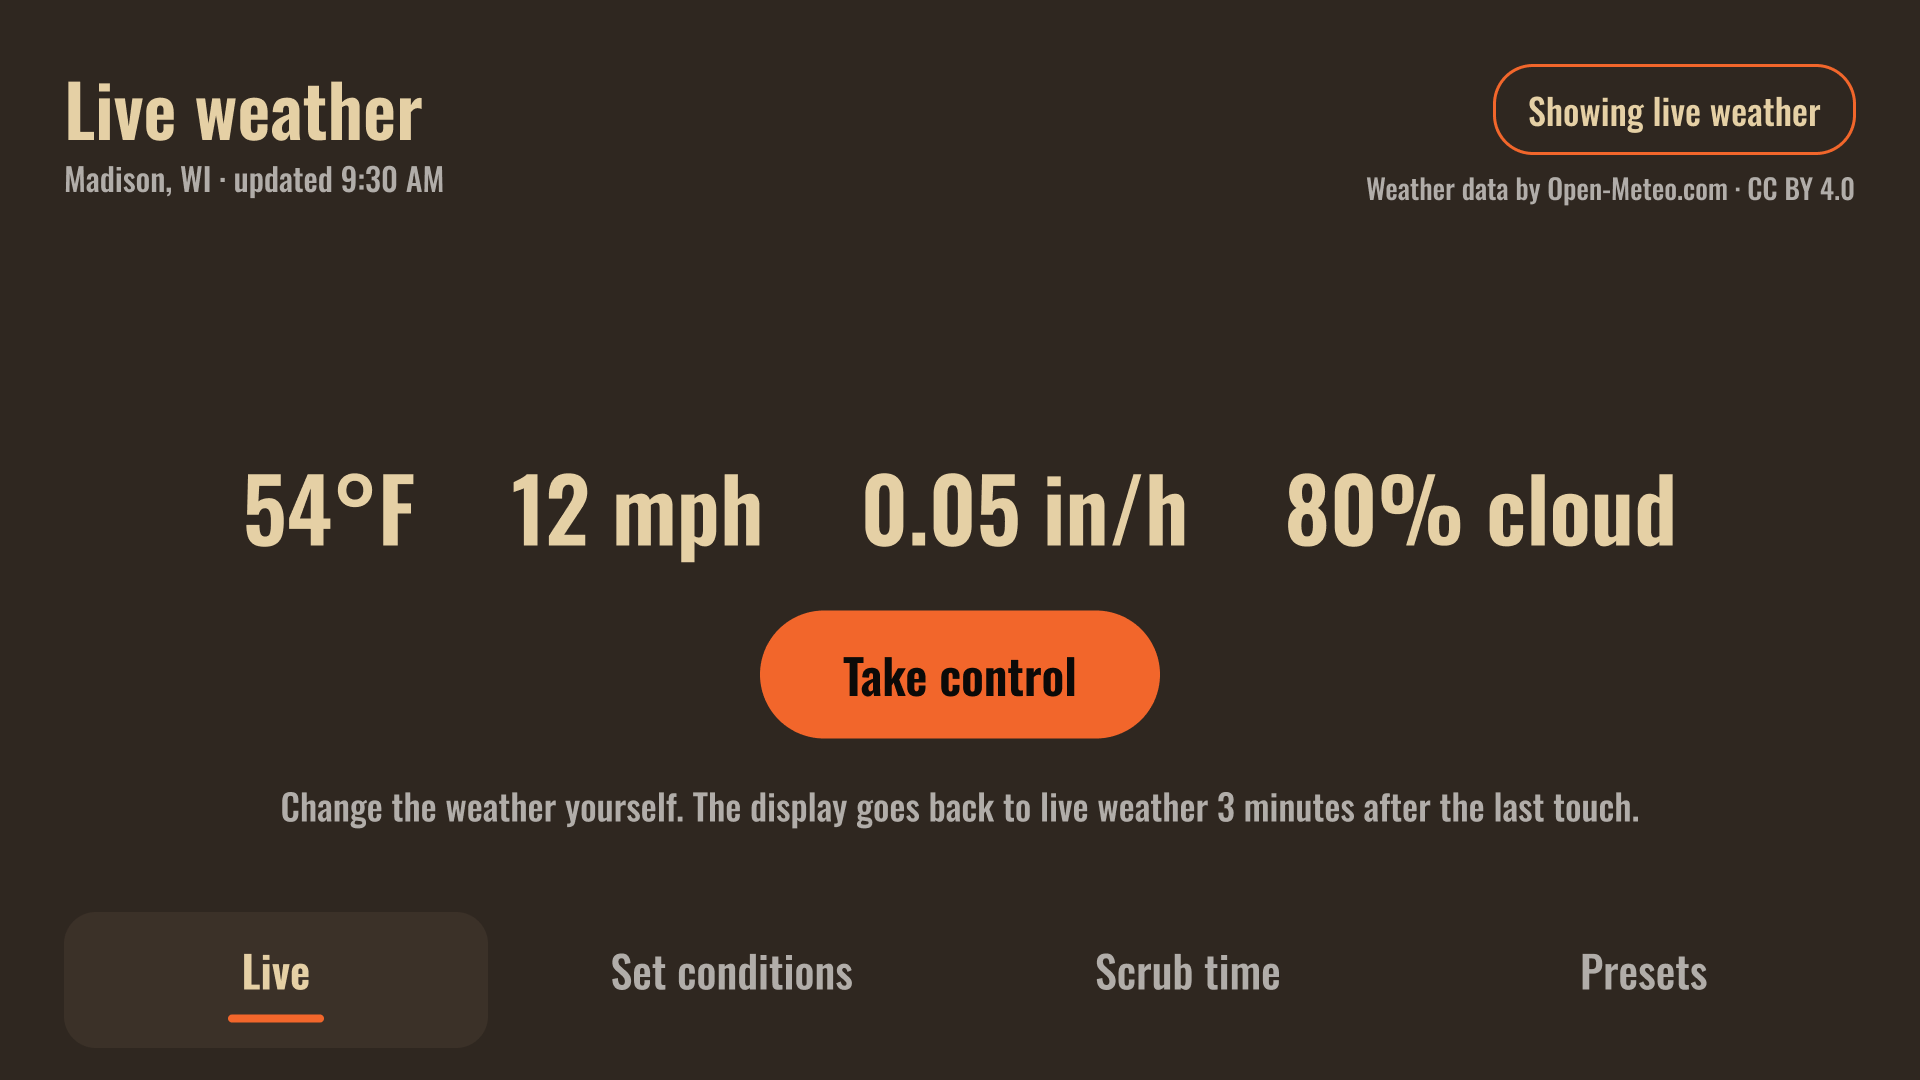 Live weather
Madison, WI · updated 9:30 AM
Showing live weather
Weather data by Open-Meteo.com · CC BY 4.0
54°F 12 mph 0.05 in/h 80% cloud
Take control
Change the weather yourself. The display goes back to live weather 3 minutes after the last touch.
Live Set conditions Scrub time Presets